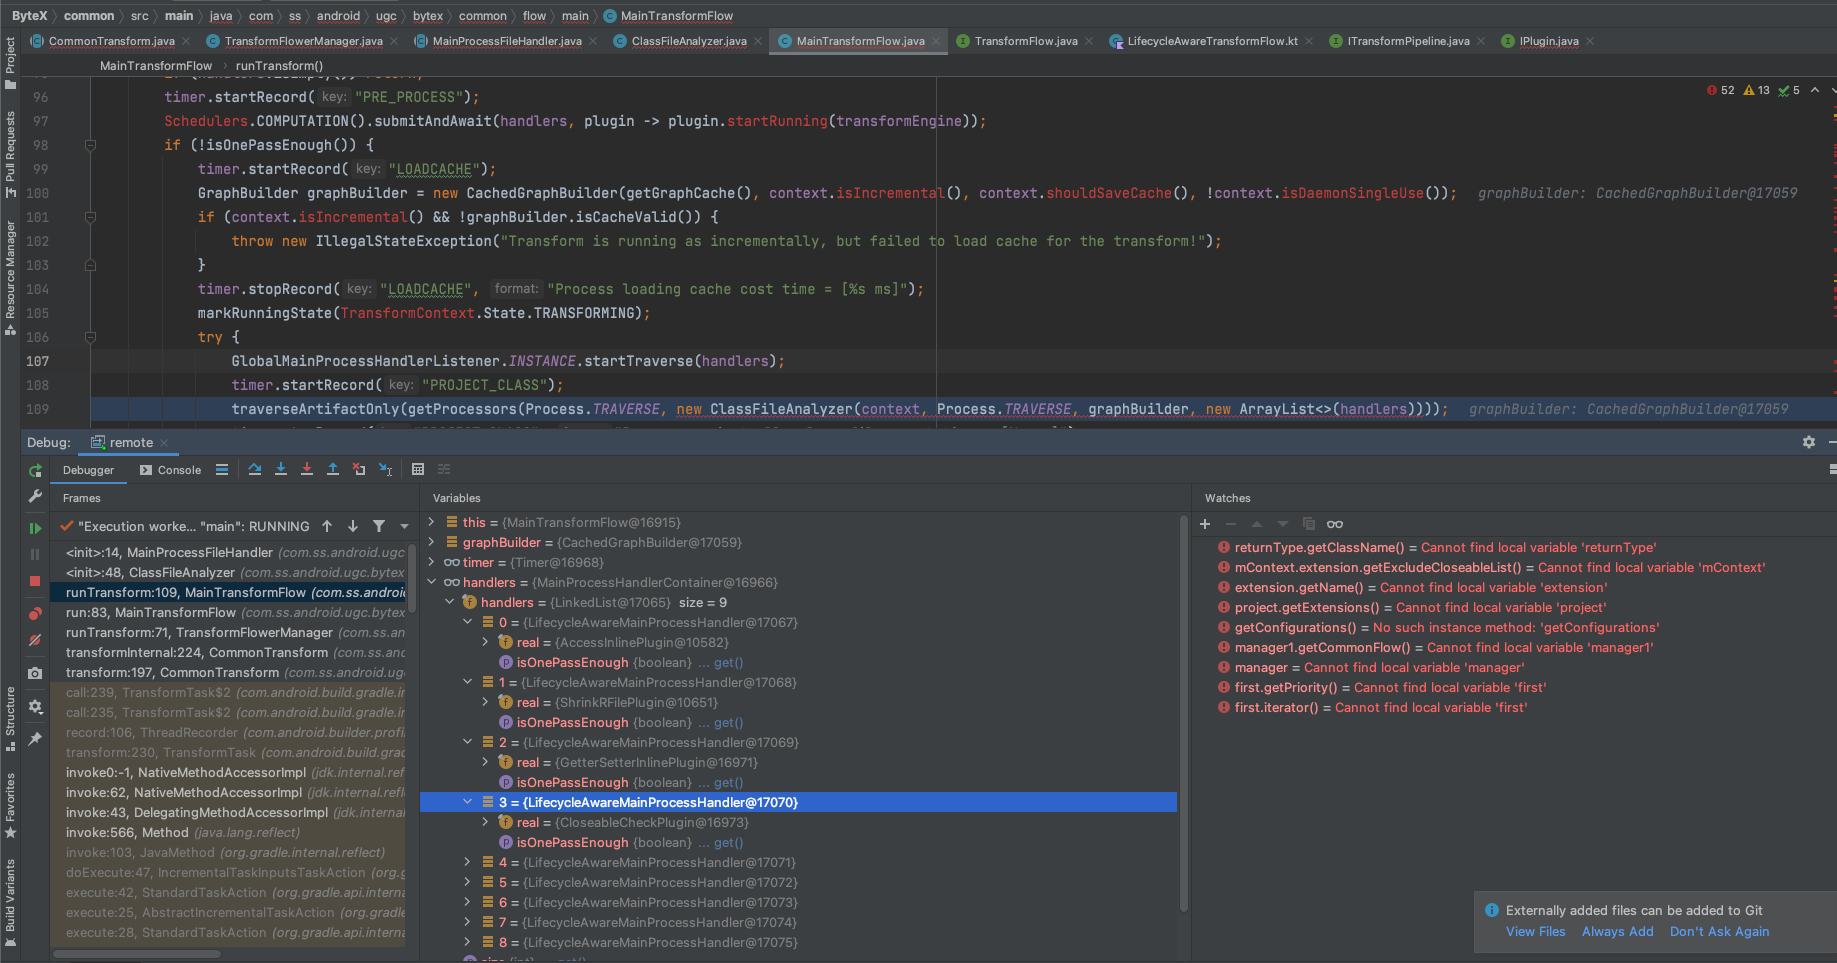 ByteX > common > src > main > java > com > ss > android > ugc > bytex > common > flow > main > MainTransformFlow
CommonTransform.java TransformFlowerManager.java MainProcessFileHandler.java ClassFileAnalyzer.java MainTransformFlow.java TransformFlow.java LifecycleAwareTransformFlow.kt ITransformPipeline.java IPlugin.java
MainTransformFlow > runTransform()
96 timer.startRecord( key: "PRE_PROCESS");
97 Schedulers.COMPUTATION().submitAndAwait(handlers, plugin -> plugin.startRunning(transformEngine));
98 if (!isOnePassEnough()) {
99 timer.startRecord( key: "LOADCACHE");
100 GraphBuilder graphBuilder = new CachedGraphBuilder(getGraphCache(), context.isIncremental(), context.shouldSaveCache(), !context.isDaemonSingleUse()); graphBuilder: CachedGraphBuilder@17059
101 if (context.isIncremental() && !graphBuilder.isCacheValid()) {
102 throw new IllegalStateException("Transform is running as incrementally, but failed to load cache for the transform!");
103 }
104 timer.stopRecord( key: "LOADCACHE", format: "Process loading cache cost time = [%s ms]");
105 markRunningState(TransformContext.State.TRANSFORMING);
106 try {
107 GlobalMainProcessHandlerListener.INSTANCE.startTraverse(handlers);
108 timer.startRecord( key: "PROJECT_CLASS");
109 traverseArtifactOnly(getProcessors(Process.TRAVERSE, new ClassFileAnalyzer(context, Process.TRAVERSE, graphBuilder, new ArrayList<>(handlers)))); graphBuilder: CachedGraphBuilder@17059
52 13 5
Project
Pull Requests
Resource Manager
Structure
Favorites
Build Variants
Debug: remote
Debugger Console
Frames
"Execution worke... "main": RUNNING
<init>:14, MainProcessFileHandler (com.ss.android.ugc
<init>:48, ClassFileAnalyzer (com.ss.android.ugc.bytex
runTransform:109, MainTransformFlow (com.ss.androi
run:83, MainTransformFlow (com.ss.android.ugc.bytex
runTransform:71, TransformFlowerManager (com.ss.an
transformInternal:224, CommonTransform (com.ss.anc
transform:197, CommonTransform (com.ss.android.ugc
call:239, TransformTask$2 (com.android.build.gradle.ir
call:235, TransformTask$2 (com.android.build.gradle.ir
record:106, ThreadRecorder (com.android.builder.profi
transform:230, TransformTask (com.android.build.grac
invoke0:-1, NativeMethodAccessorImpl (jdk.internal.ref
invoke:62, NativeMethodAccessorImpl (jdk.internal.refl
invoke:43, DelegatingMethodAccessorImpl (jdk.interna
invoke:566, Method (java.lang.reflect)
invoke:103, JavaMethod (org.gradle.internal.reflect)
doExecute:47, IncrementalTaskInputsTaskAction (org.g
execute:42, StandardTaskAction (org.gradle.api.interna
execute:25, AbstractIncrementalTaskAction (org.gradle
execute:28, StandardTaskAction (org.gradle.api.interna
Variables
this = {MainTransformFlow@16915}
graphBuilder = {CachedGraphBuilder@17059}
timer = {Timer@16968}
handlers = {MainProcessHandlerContainer@16966}
handlers = {LinkedList@17065} size = 9
0 = {LifecycleAwareMainProcessHandler@17067}
real = {AccessInlinePlugin@10582}
isOnePassEnough {boolean} ... get()
1 = {LifecycleAwareMainProcessHandler@17068}
real = {ShrinkRFilePlugin@10651}
isOnePassEnough {boolean} ... get()
2 = {LifecycleAwareMainProcessHandler@17069}
real = {GetterSetterInlinePlugin@16971}
isOnePassEnough {boolean} ... get()
3 = {LifecycleAwareMainProcessHandler@17070}
real = {CloseableCheckPlugin@16973}
isOnePassEnough {boolean} ... get()
4 = {LifecycleAwareMainProcessHandler@17071}
5 = {LifecycleAwareMainProcessHandler@17072}
6 = {LifecycleAwareMainProcessHandler@17073}
7 = {LifecycleAwareMainProcessHandler@17074}
8 = {LifecycleAwareMainProcessHandler@17075}
Watches
returnType.getClassName() = Cannot find local variable 'returnType'
mContext.extension.getExcludeCloseableList() = Cannot find local variable 'mContext'
extension.getName() = Cannot find local variable 'extension'
project.getExtensions() = Cannot find local variable 'project'
getConfigurations() = No such instance method: 'getConfigurations'
manager1.getCommonFlow() = Cannot find local variable 'manager1'
manager = Cannot find local variable 'manager'
first.getPriority() = Cannot find local variable 'first'
first.iterator() = Cannot find local variable 'first'
Externally added files can be added to Git
View Files Always Add Don't Ask Again